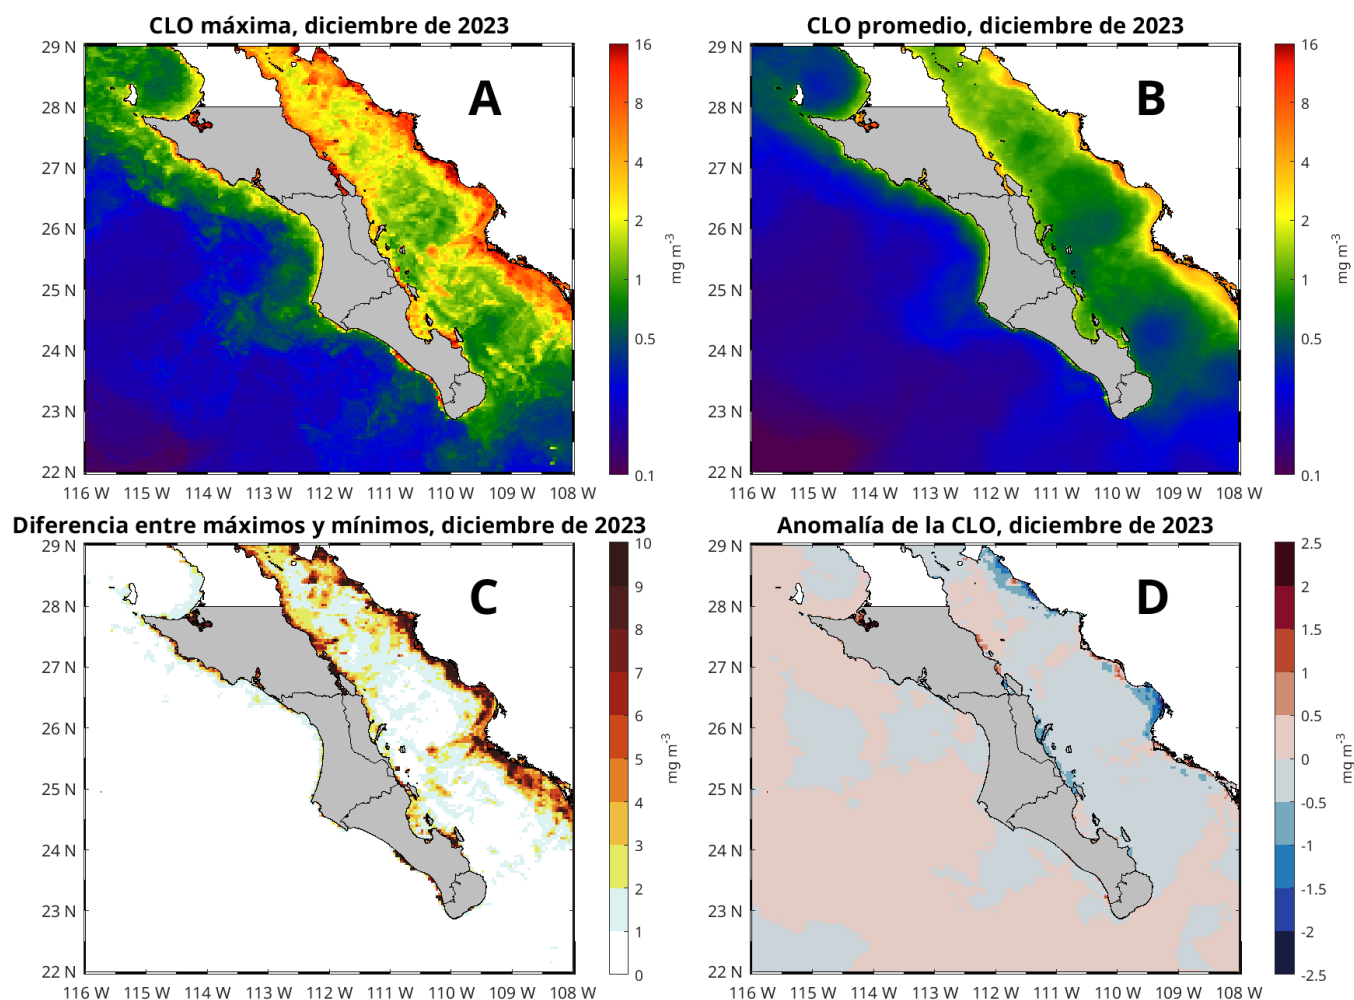 CLO máxima, diciembre de 2023
29 N
28 N
27 N
26 N
25 N
24 N
23 N
22 N
116 W 115 W 114 W 113 W 112 W 111 W 110 W 109 W 108 W
A
16
8
4
2
1
0.5
0.1
mg m-3
CLO promedio, diciembre de 2023
29 N
28 N
27 N
26 N
25 N
24 N
23 N
22 N
116 W 115 W 114 W 113 W 112 W 111 W 110 W 109 W 108 W
B
16
8
4
2
1
0.5
0.1
mg m-3
Diferencia entre máximos y mínimos, diciembre de 2023
29 N
28 N
27 N
26 N
25 N
24 N
23 N
22 N
116 W 115 W 114 W 113 W 112 W 111 W 110 W 109 W 108 W
C
10
9
8
7
6
5
4
3
2
1
0
mg m-3
Anomalía de la CLO, diciembre de 2023
29 N
28 N
27 N
26 N
25 N
24 N
23 N
22 N
116 W 115 W 114 W 113 W 112 W 111 W 110 W 109 W 108 W
D
2.5
2
1.5
1
0.5
0
-0.5
-1
-1.5
-2
-2.5
mg m-3